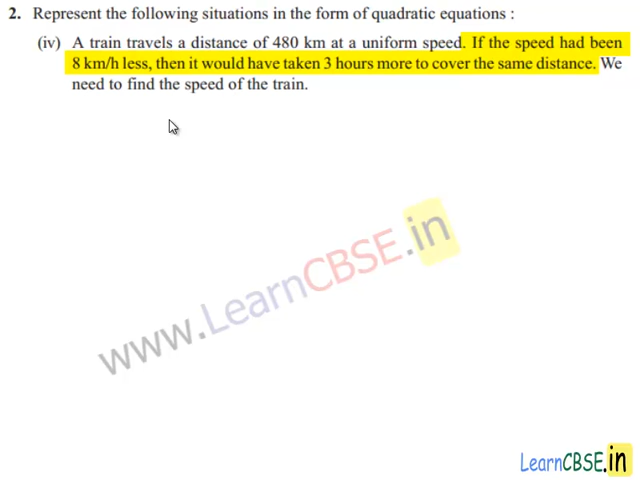 2. Represent the following situations in the form of quadratic equations :
(iv) A train travels a distance of 480 km at a uniform speed. If the speed had been
8 km/h less, then it would have taken 3 hours more to cover the same distance. We
need to find the speed of the train.
www.LearnCBSE.in
LearnCBSE.in